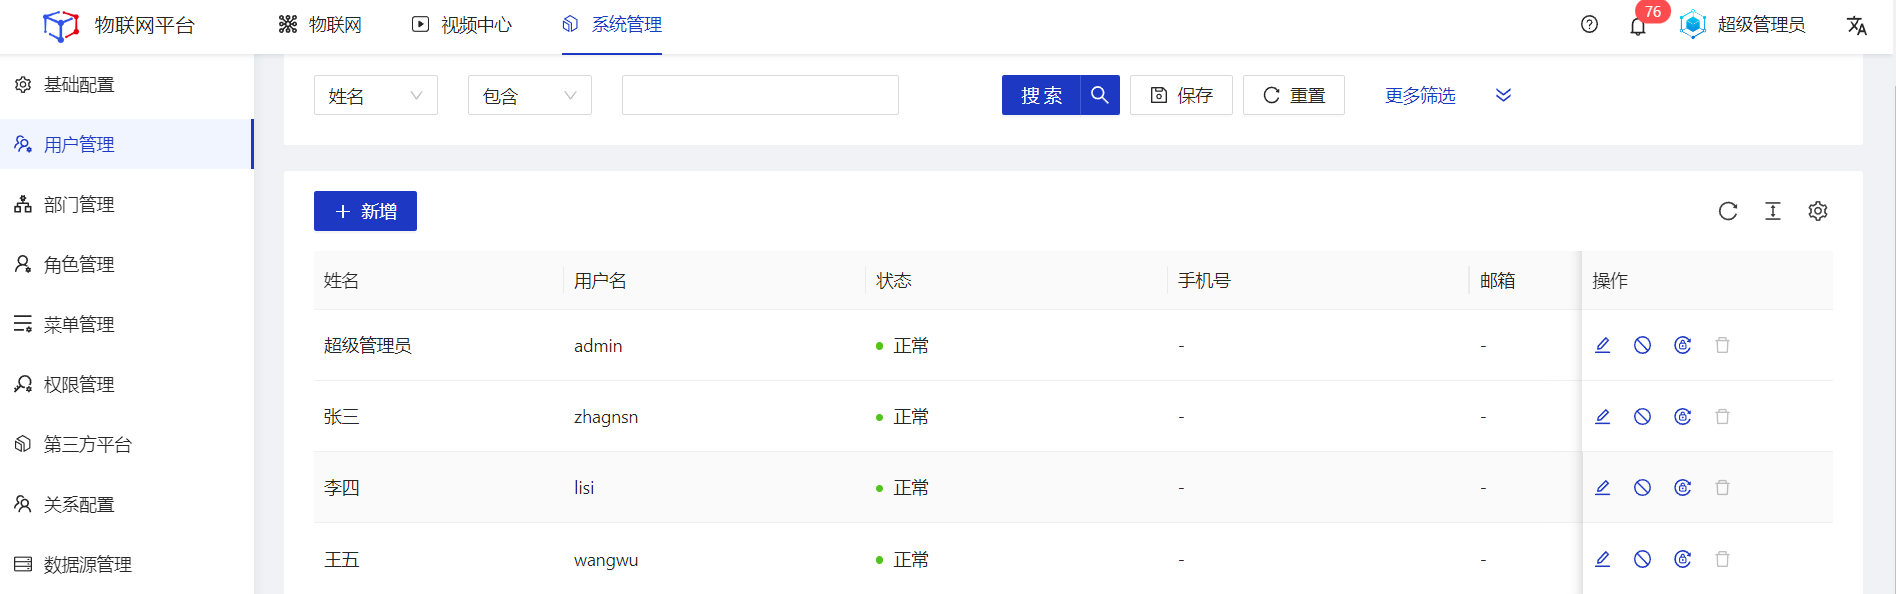 物联网平台 物联网 视频中心 系统管理 76 超级管理员
基础配置
用户管理
部门管理
角色管理
菜单管理
权限管理
第三方平台
关系配置
数据源管理
姓名 包含 搜索 保存 重置 更多筛选
新增
姓名 用户名 状态 手机号 邮箱 操作
超级管理员 admin 正常 - -
张三 zhagnsn 正常 - -
李四 lisi 正常 - -
王五 wangwu 正常 - -